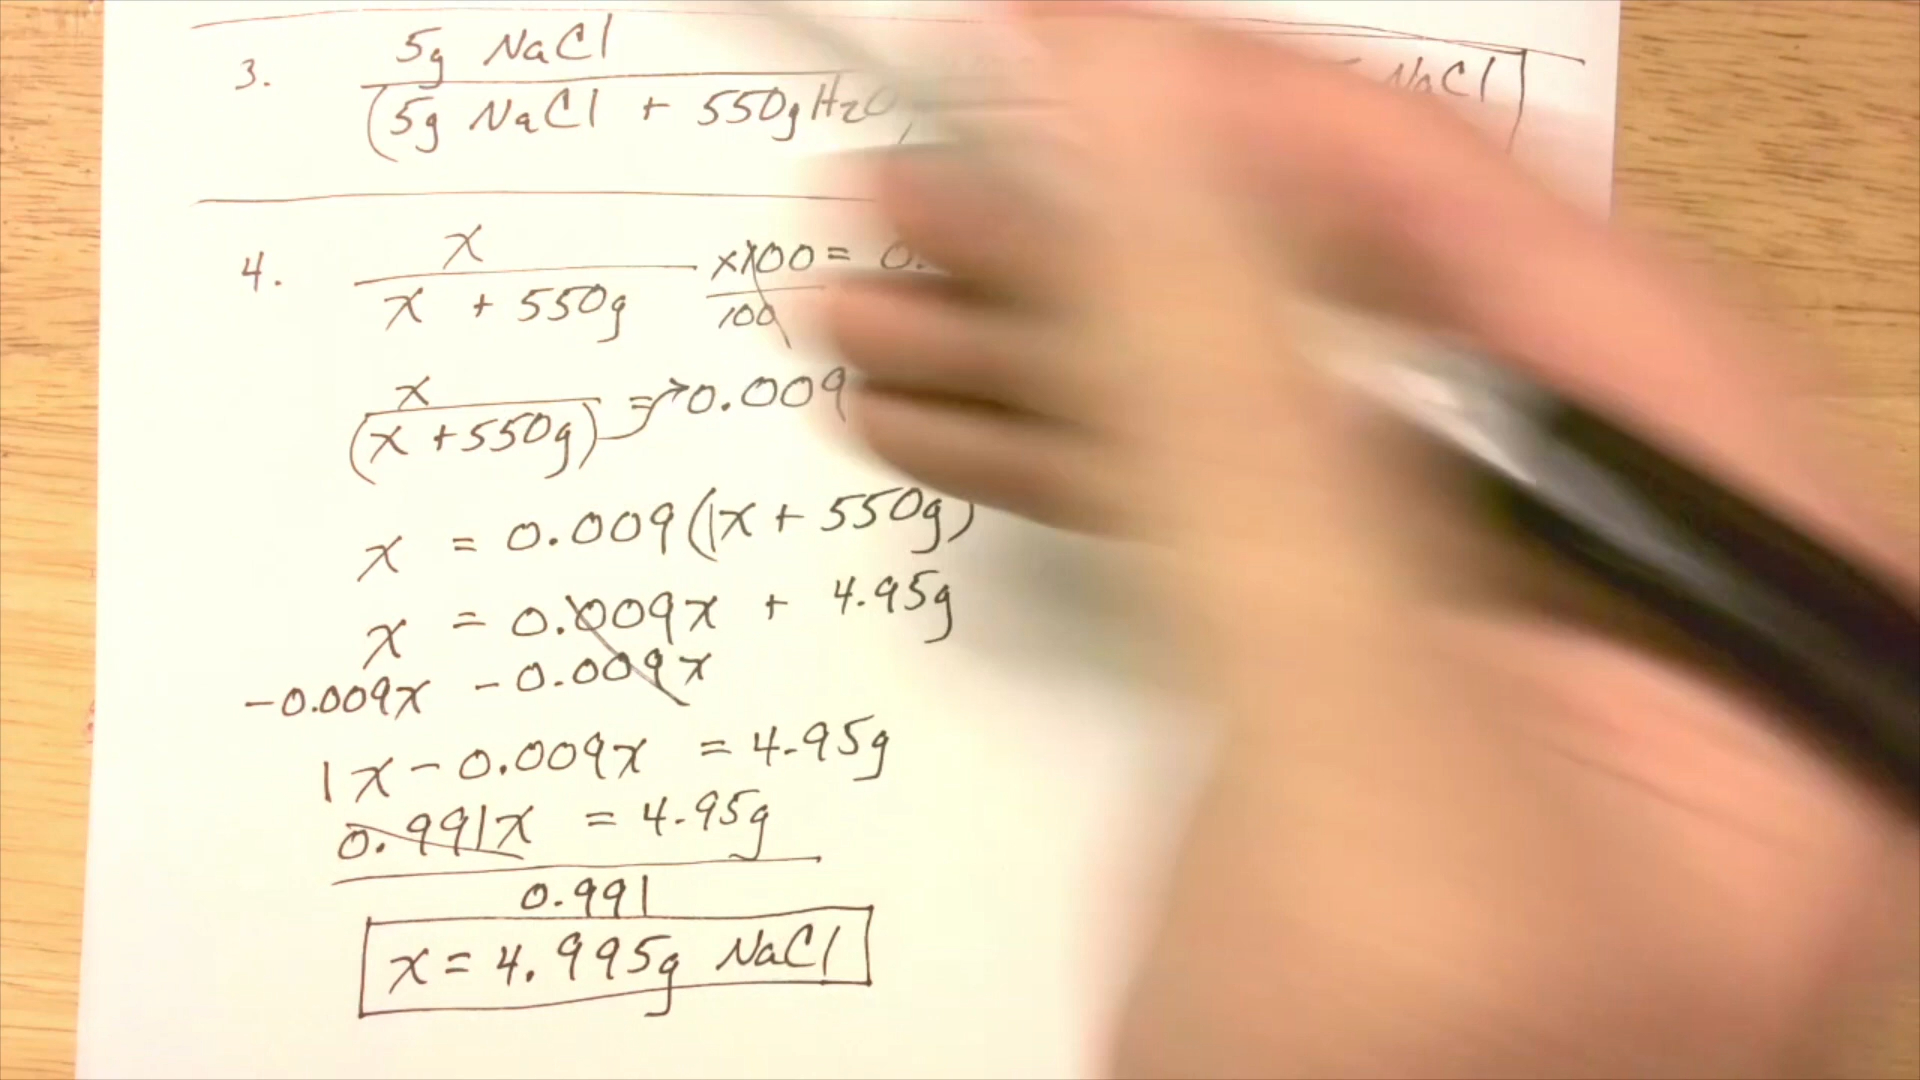 5g NaCl
3.
(5g NaCl + 550g H2O
NaCl
x
4.
x + 550g
x100 = 0.
100
x
(x + 550g)
= 0.009
x = 0.009(1x + 550g)
x = 0.009x + 4.95g
-0.009x - 0.009x
1x - 0.009x = 4.95g
0.991x = 4.95g
0.991
x = 4.995g NaCl